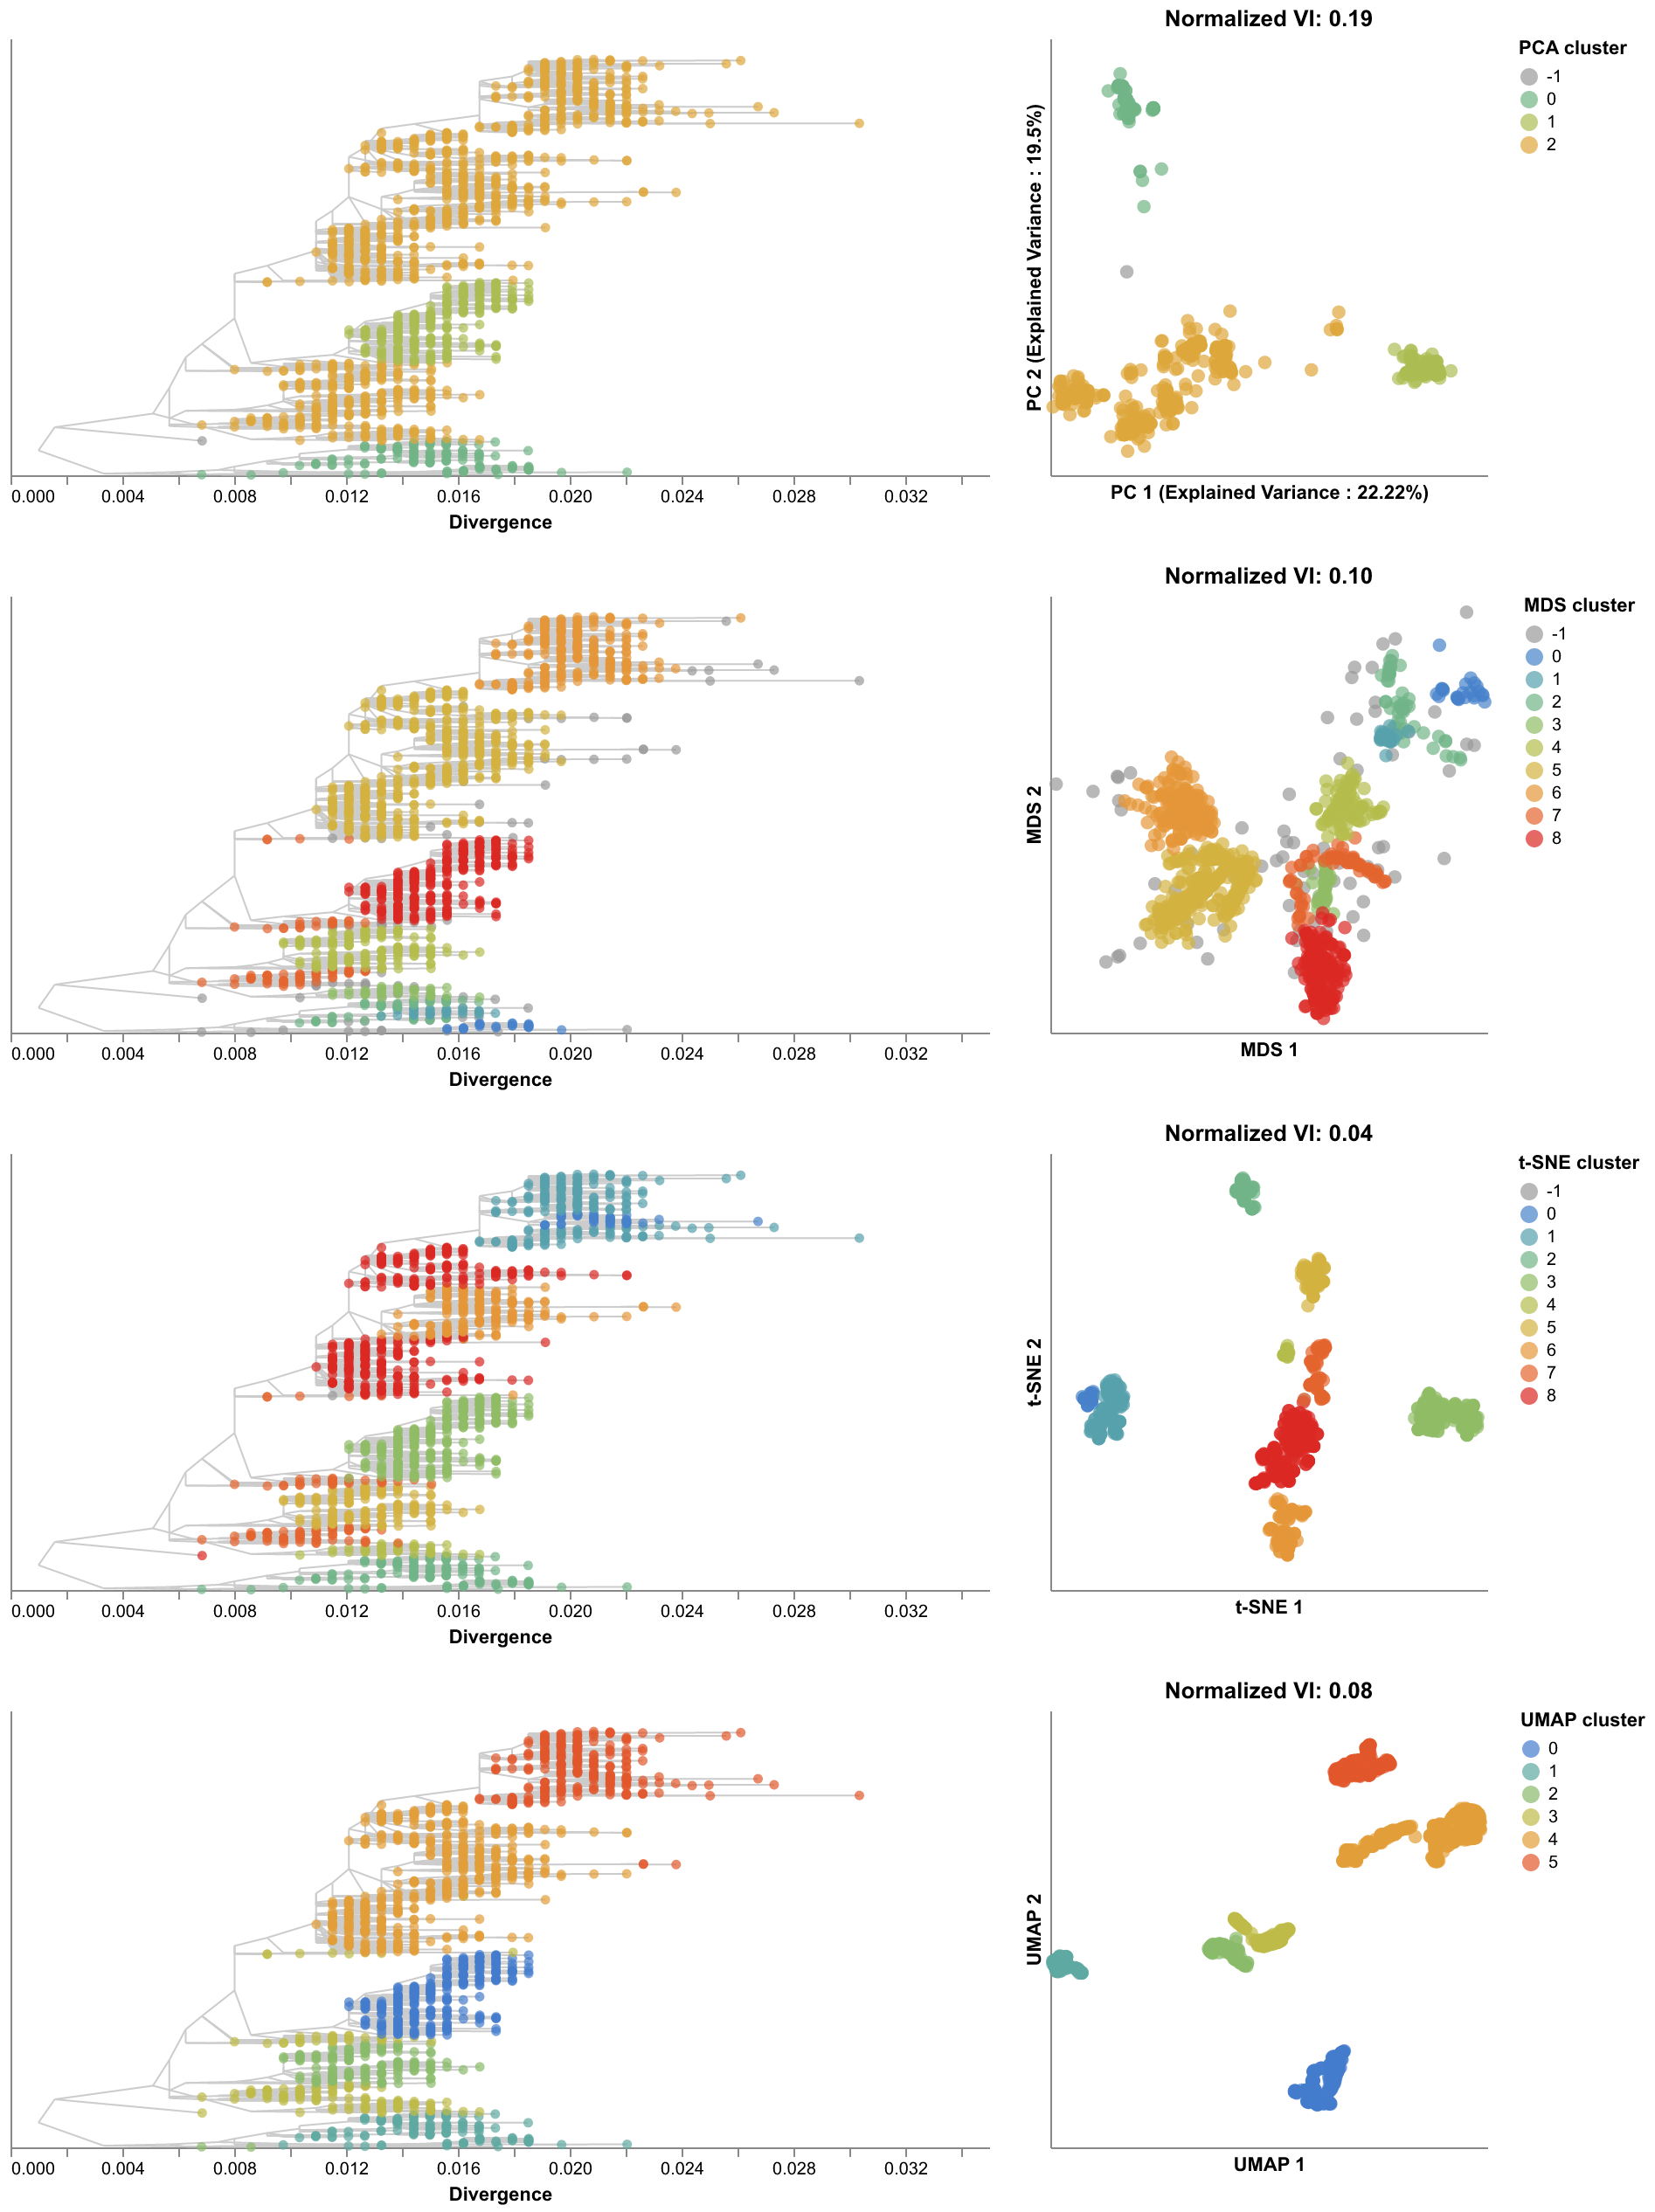 Normalized VI: 0.19
PCA cluster
-1
0
1
2
PC 2 (Explained Variance : 19.5%)
0.000 0.004 0.008 0.012 0.016 0.020 0.024 0.028 0.032
Divergence
PC 1 (Explained Variance : 22.22%)
Normalized VI: 0.10
MDS cluster
-1
0
1
2
3
4
5
6
7
8
MDS 2
0.000 0.004 0.008 0.012 0.016 0.020 0.024 0.028 0.032
Divergence
MDS 1
Normalized VI: 0.04
t-SNE cluster
-1
0
1
2
3
4
5
6
7
8
t-SNE 2
0.000 0.004 0.008 0.012 0.016 0.020 0.024 0.028 0.032
Divergence
t-SNE 1
Normalized VI: 0.08
UMAP cluster
0
1
2
3
4
5
UMAP 2
0.000 0.004 0.008 0.012 0.016 0.020 0.024 0.028 0.032
Divergence
UMAP 1